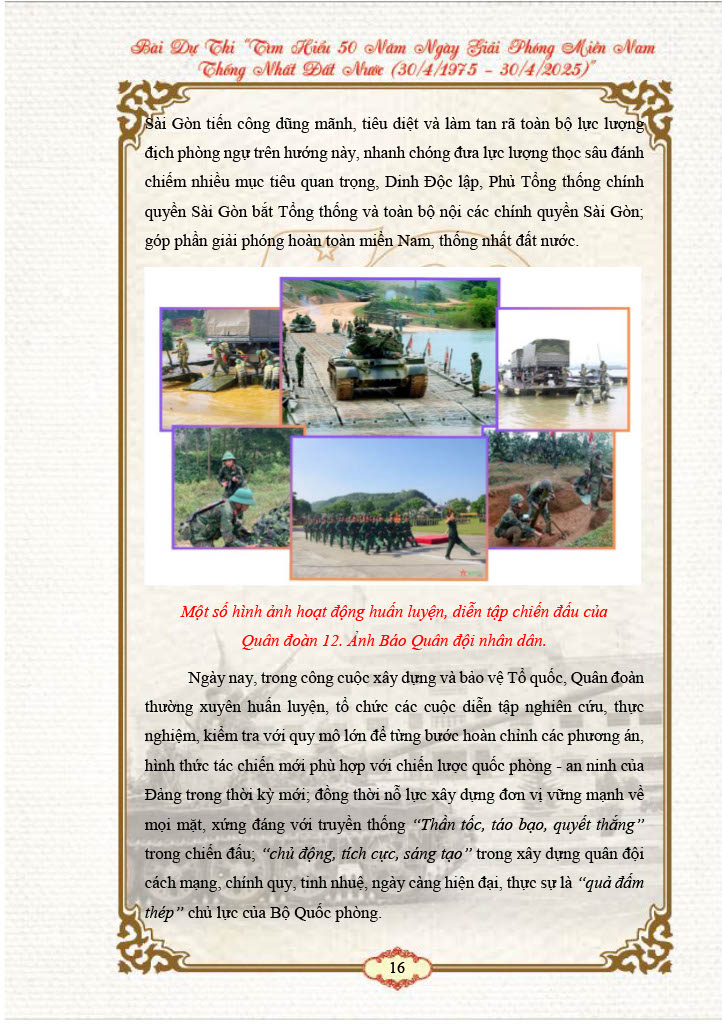 Bài Dự Thi “Tìm Hiểu 50 Năm Ngày Giải Phóng Miền Nam
Thống Nhất Đất Nước (30/4/1975 – 30/4/2025)”
Sài Gòn tiến công dũng mãnh, tiêu diệt và làm tan rã toàn bộ lực lượng
địch phòng ngự trên hướng này, nhanh chóng đưa lực lượng thọc sâu đánh
chiếm nhiều mục tiêu quan trọng, Dinh Độc lập, Phủ Tổng thống chính
quyền Sài Gòn bắt Tổng thống và toàn bộ nội các chính quyền Sài Gòn;
góp phần giải phóng hoàn toàn miền Nam, thống nhất đất nước.
Một số hình ảnh hoạt động huấn luyện, diễn tập chiến đấu của
Quân đoàn 12. Ảnh Báo Quân đội nhân dân.
Ngày nay, trong công cuộc xây dựng và bảo vệ Tổ quốc, Quân đoàn
thường xuyên huấn luyện, tổ chức các cuộc diễn tập nghiên cứu, thực
nghiệm, kiểm tra với quy mô lớn để từng bước hoàn chỉnh các phương án,
hình thức tác chiến mới phù hợp với chiến lược quốc phòng - an ninh của
Đảng trong thời kỳ mới; đồng thời nỗ lực xây dựng đơn vị vững mạnh về
mọi mặt, xứng đáng với truyền thống “Thần tốc, táo bạo, quyết thắng”
trong chiến đấu; “chủ động, tích cực, sáng tạo” trong xây dựng quân đội
cách mạng, chính quy, tinh nhuệ, ngày càng hiện đại, thực sự là “quả đấm
thép” chủ lực của Bộ Quốc phòng.
16